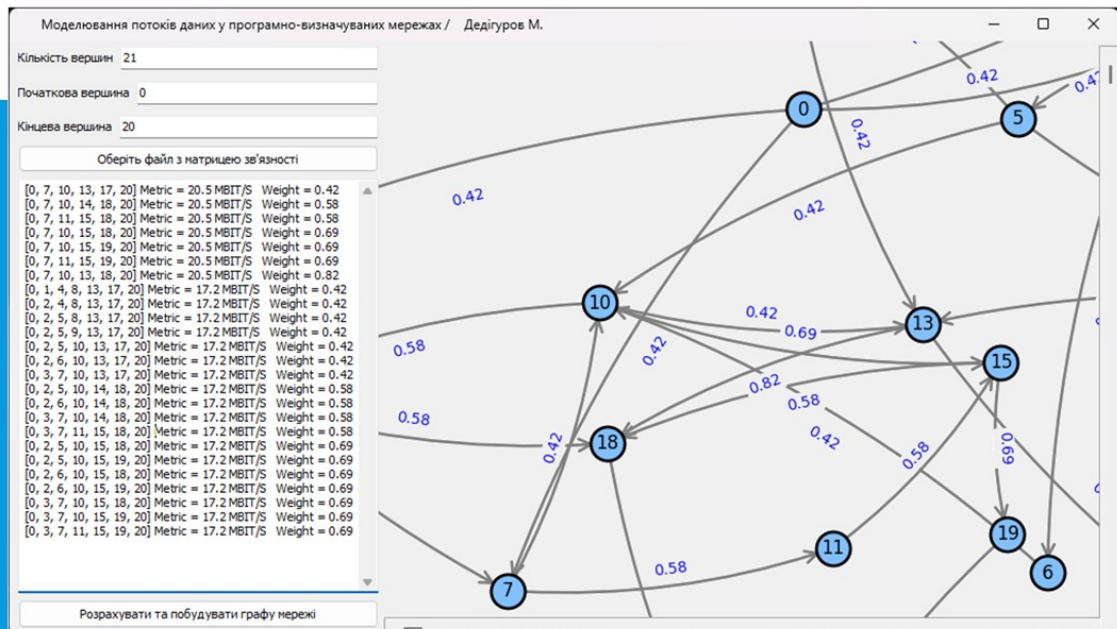 Моделювання потоків даних у програмно-визначуваних мережах / Дедігуров М.
Кількість вершин 21
Початкова вершина 0
Кінцева вершина 20
Оберіть файл з матрицею зв'язності
[0, 7, 10, 13, 17, 20] Metric = 20.5 MBIT/S Weight = 0.42
[0, 7, 10, 14, 18, 20] Metric = 20.5 MBIT/S Weight = 0.58
[0, 7, 11, 15, 18, 20] Metric = 20.5 MBIT/S Weight = 0.58
[0, 7, 10, 15, 18, 20] Metric = 20.5 MBIT/S Weight = 0.69
[0, 7, 10, 15, 19, 20] Metric = 20.5 MBIT/S Weight = 0.69
[0, 7, 11, 15, 19, 20] Metric = 20.5 MBIT/S Weight = 0.69
[0, 7, 10, 13, 18, 20] Metric = 20.5 MBIT/S Weight = 0.82
[0, 1, 4, 8, 13, 17, 20] Metric = 17.2 MBIT/S Weight = 0.42
[0, 2, 4, 8, 13, 17, 20] Metric = 17.2 MBIT/S Weight = 0.42
[0, 2, 5, 8, 13, 17, 20] Metric = 17.2 MBIT/S Weight = 0.42
[0, 2, 5, 9, 13, 17, 20] Metric = 17.2 MBIT/S Weight = 0.42
[0, 2, 5, 10, 13, 17, 20] Metric = 17.2 MBIT/S Weight = 0.42
[0, 2, 6, 10, 13, 17, 20] Metric = 17.2 MBIT/S Weight = 0.42
[0, 3, 7, 10, 13, 17, 20] Metric = 17.2 MBIT/S Weight = 0.42
[0, 2, 5, 10, 14, 18, 20] Metric = 17.2 MBIT/S Weight = 0.58
[0, 2, 6, 10, 14, 18, 20] Metric = 17.2 MBIT/S Weight = 0.58
[0, 3, 7, 10, 14, 18, 20] Metric = 17.2 MBIT/S Weight = 0.58
[0, 3, 7, 11, 15, 18, 20] Metric = 17.2 MBIT/S Weight = 0.58
[0, 2, 5, 10, 15, 18, 20] Metric = 17.2 MBIT/S Weight = 0.69
[0, 2, 5, 10, 15, 19, 20] Metric = 17.2 MBIT/S Weight = 0.69
[0, 2, 6, 10, 15, 18, 20] Metric = 17.2 MBIT/S Weight = 0.69
[0, 2, 6, 10, 15, 19, 20] Metric = 17.2 MBIT/S Weight = 0.69
[0, 3, 7, 10, 15, 18, 20] Metric = 17.2 MBIT/S Weight = 0.69
[0, 3, 7, 10, 15, 19, 20] Metric = 17.2 MBIT/S Weight = 0.69
[0, 3, 7, 11, 15, 19, 20] Metric = 17.2 MBIT/S Weight = 0.69
Розрахувати та побудувати графу мережі
0.42
0
5
0.42
0.42
0.42
10
0.42
13
0.69
0.58
0.42
15
0.82
0.58
0.58
18
0.42
0.42
0.58
0.69
11
19
6
7
0.58